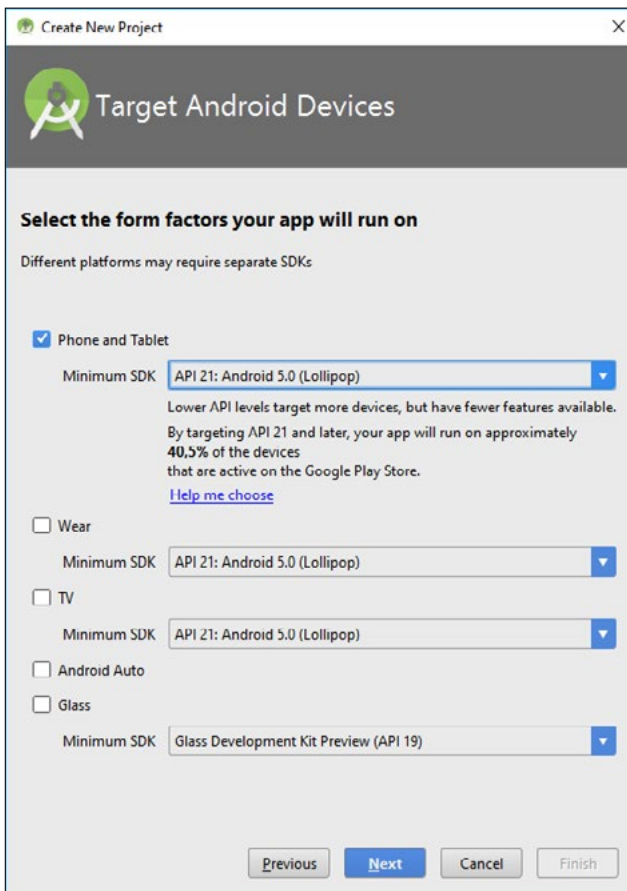 Create New Project
Target Android Devices
Select the form factors your app will run on
Different platforms may require separate SDKs
Phone and Tablet
Minimum SDK API 21: Android 5.0 (Lollipop)
Lower API levels target more devices, but have fewer features available.
By targeting API 21 and later, your app will run on approximately
40,5% of the devices
that are active on the Google Play Store.
Help me choose
Wear
Minimum SDK API 21: Android 5.0 (Lollipop)
TV
Minimum SDK API 21: Android 5.0 (Lollipop)
Android Auto
Glass
Minimum SDK Glass Development Kit Preview (API 19)
Previous Next Cancel Finish